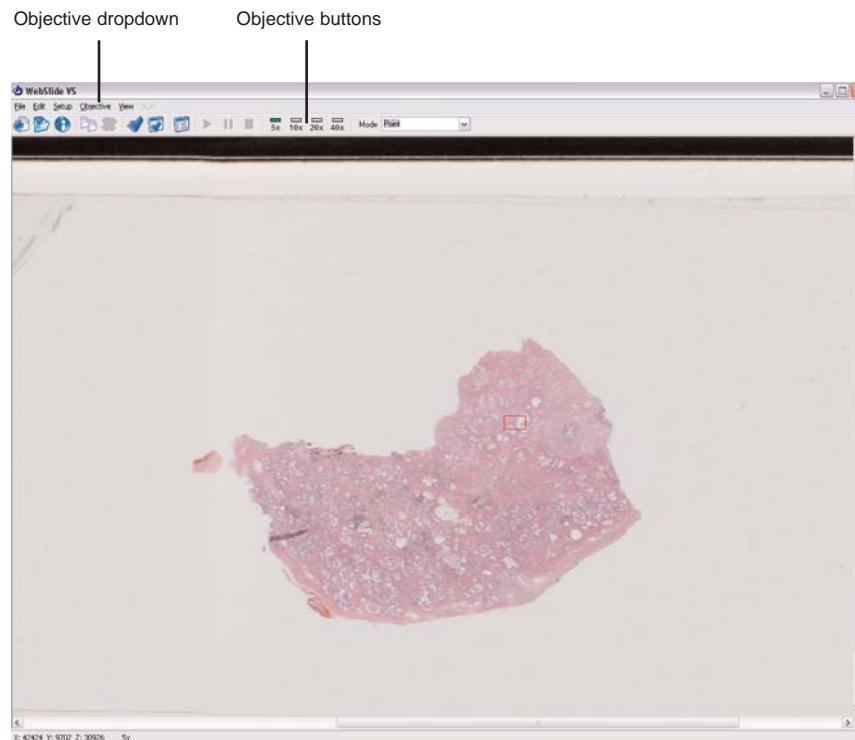 Objective dropdown Objective buttons
WebSlide VS
File Edit Setup Objective View
5x 10x 20x 40x Mode Point
X: 42424 Y: 9702 Z: 30926 5x